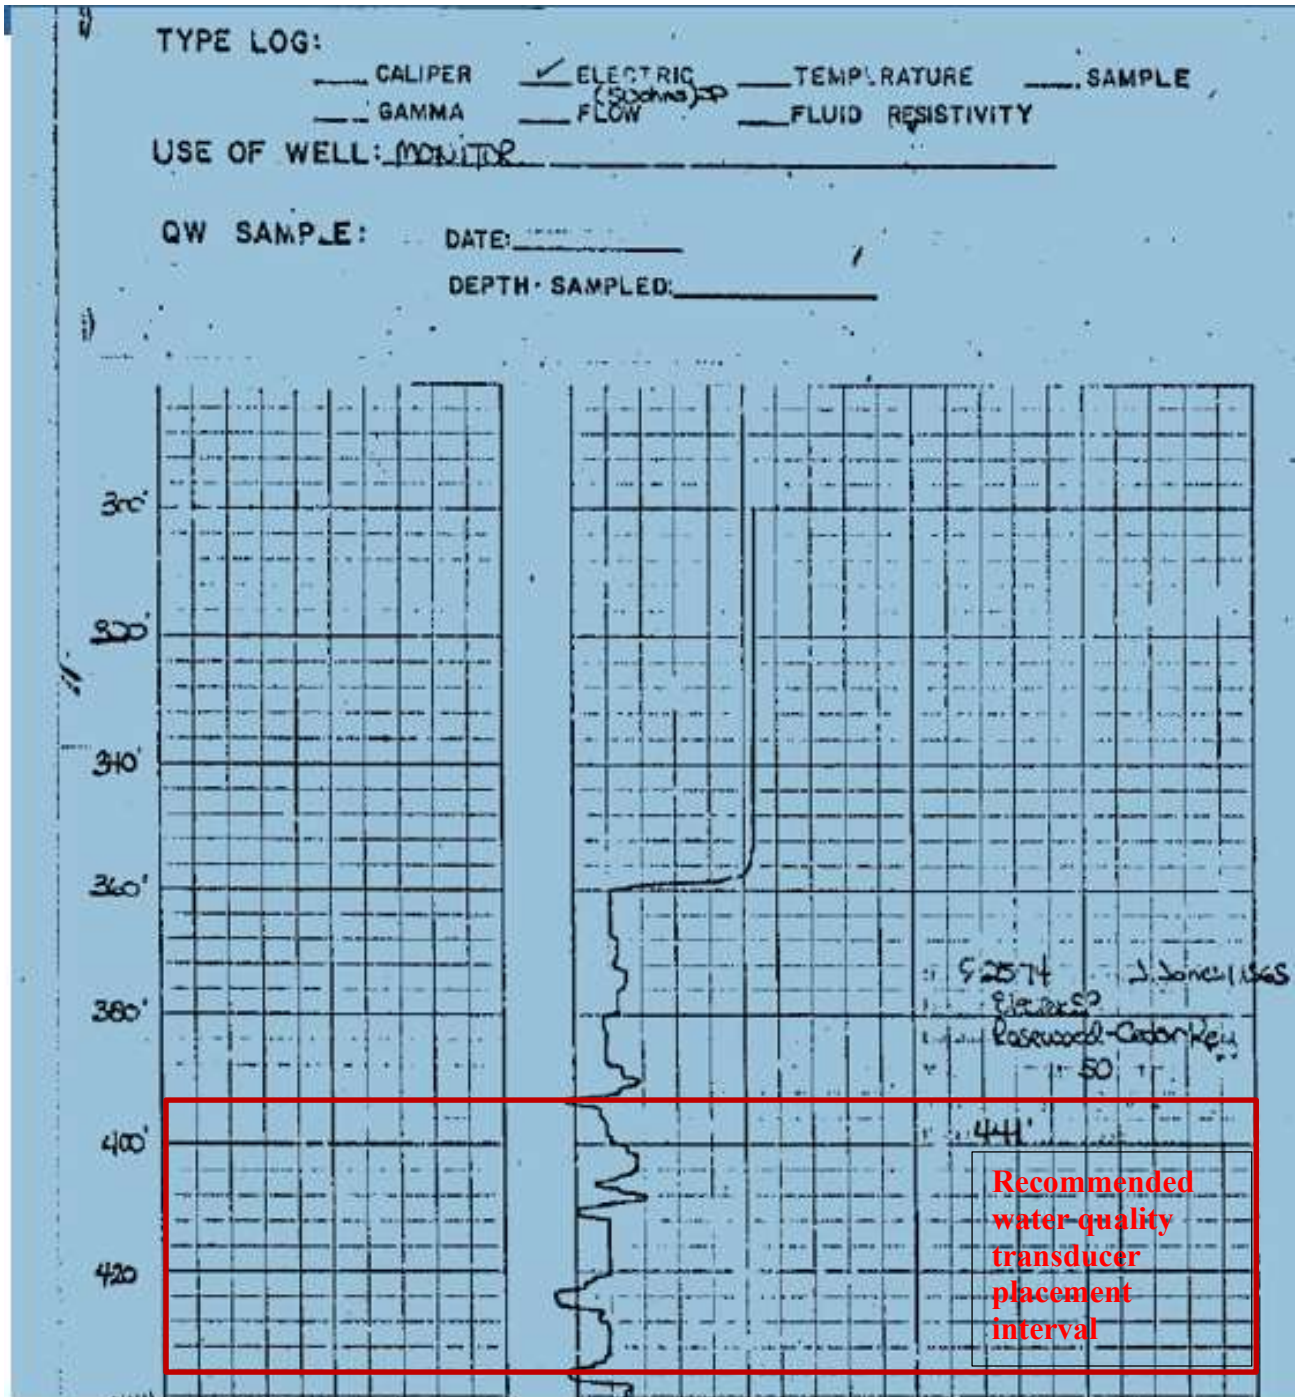 TYPE LOG:
CALIPER ✓ ELECTRIC TEMPERATURE SAMPLE
(50ohms) SP
GAMMA FLOW FLUID RESISTIVITY
USE OF WELL: MONITOR
QW SAMPLE: DATE:
DEPTH · SAMPLED:
300'
320'
340'
360'
J. Jones USGS
380'
Rosewood-Cedar Key
50
400'
441'
Recommended
water quality
transducer
placement
interval
420